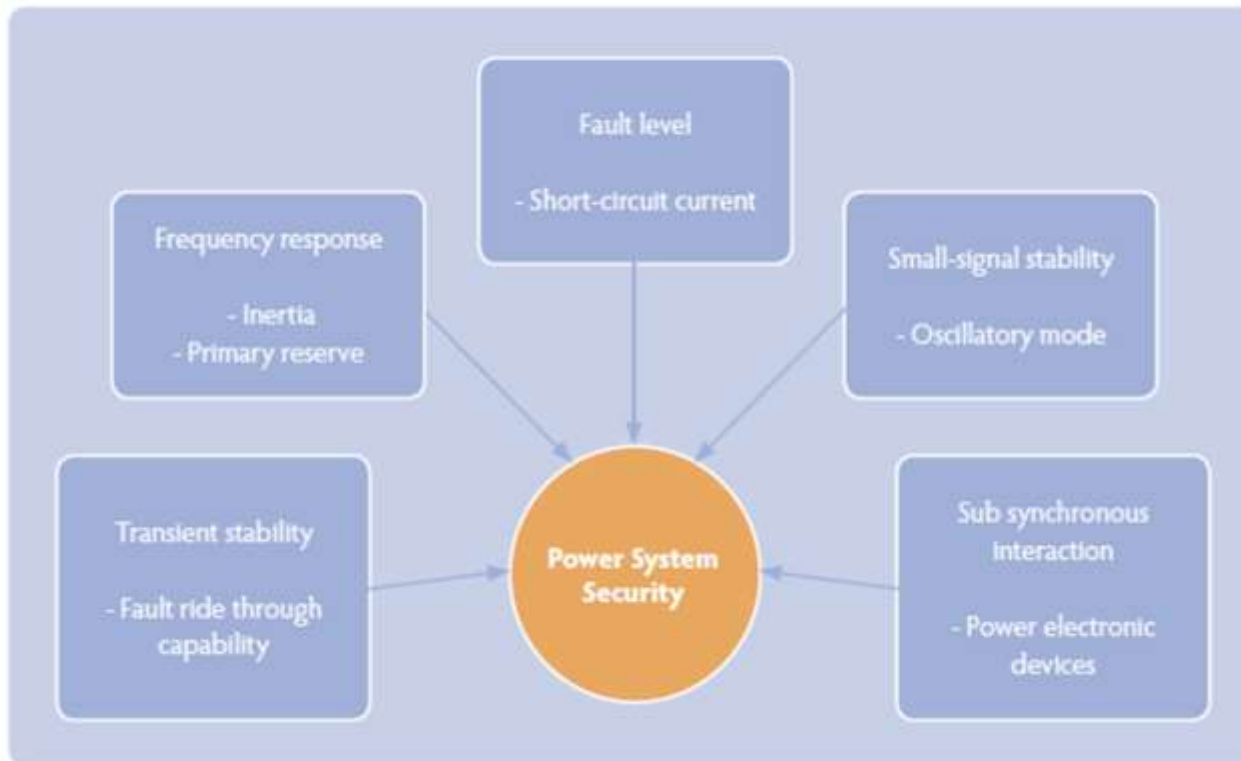 Fault level
- Short-circuit current
Frequency response
- Inertia
- Primary reserve
Small-signal stability
- Oscillatory mode
Transient stability
- Fault ride through
capability
Power System
Security
Sub synchronous
interaction
- Power electronic
devices